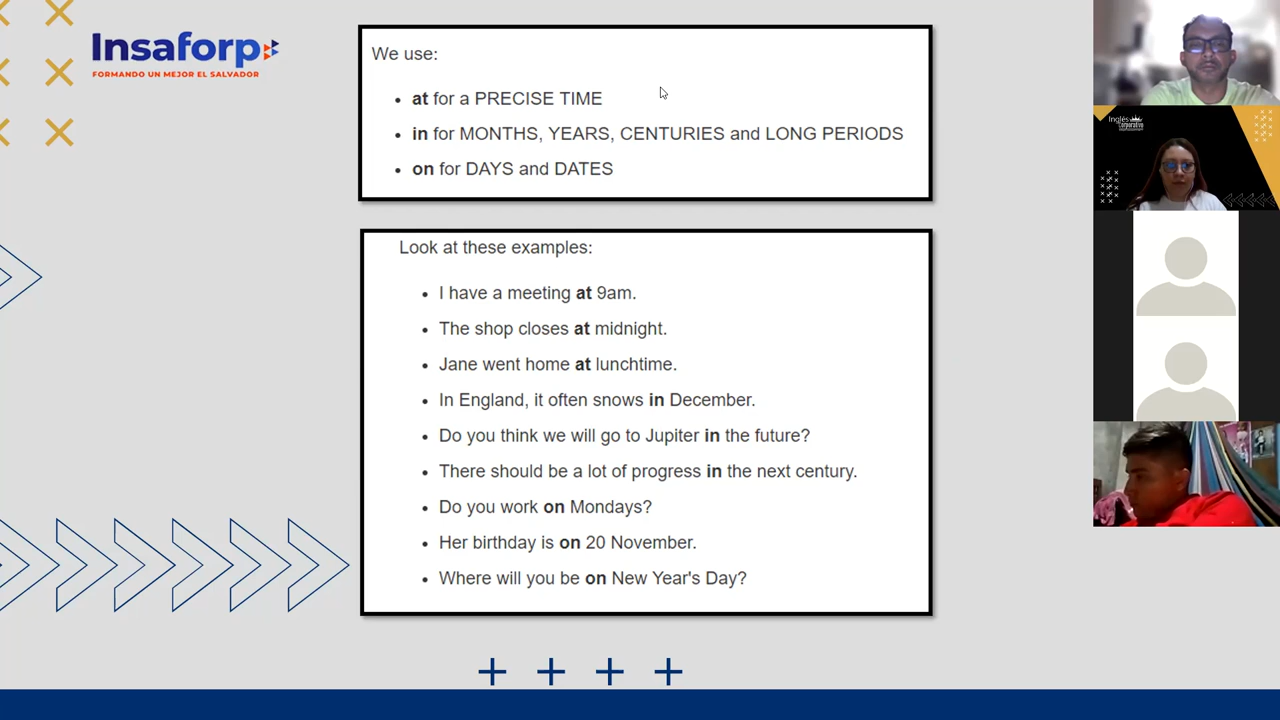 Insaforp
FORMANDO UN MEJOR EL SALVADOR
We use:
• at for a PRECISE TIME
• in for MONTHS, YEARS, CENTURIES and LONG PERIODS
• on for DAYS and DATES
Look at these examples:
• I have a meeting at 9am.
• The shop closes at midnight.
• Jane went home at lunchtime.
• In England, it often snows in December.
• Do you think we will go to Jupiter in the future?
• There should be a lot of progress in the next century.
• Do you work on Mondays?
• Her birthday is on 20 November.
• Where will you be on New Year's Day?
Inglés
Corporativo